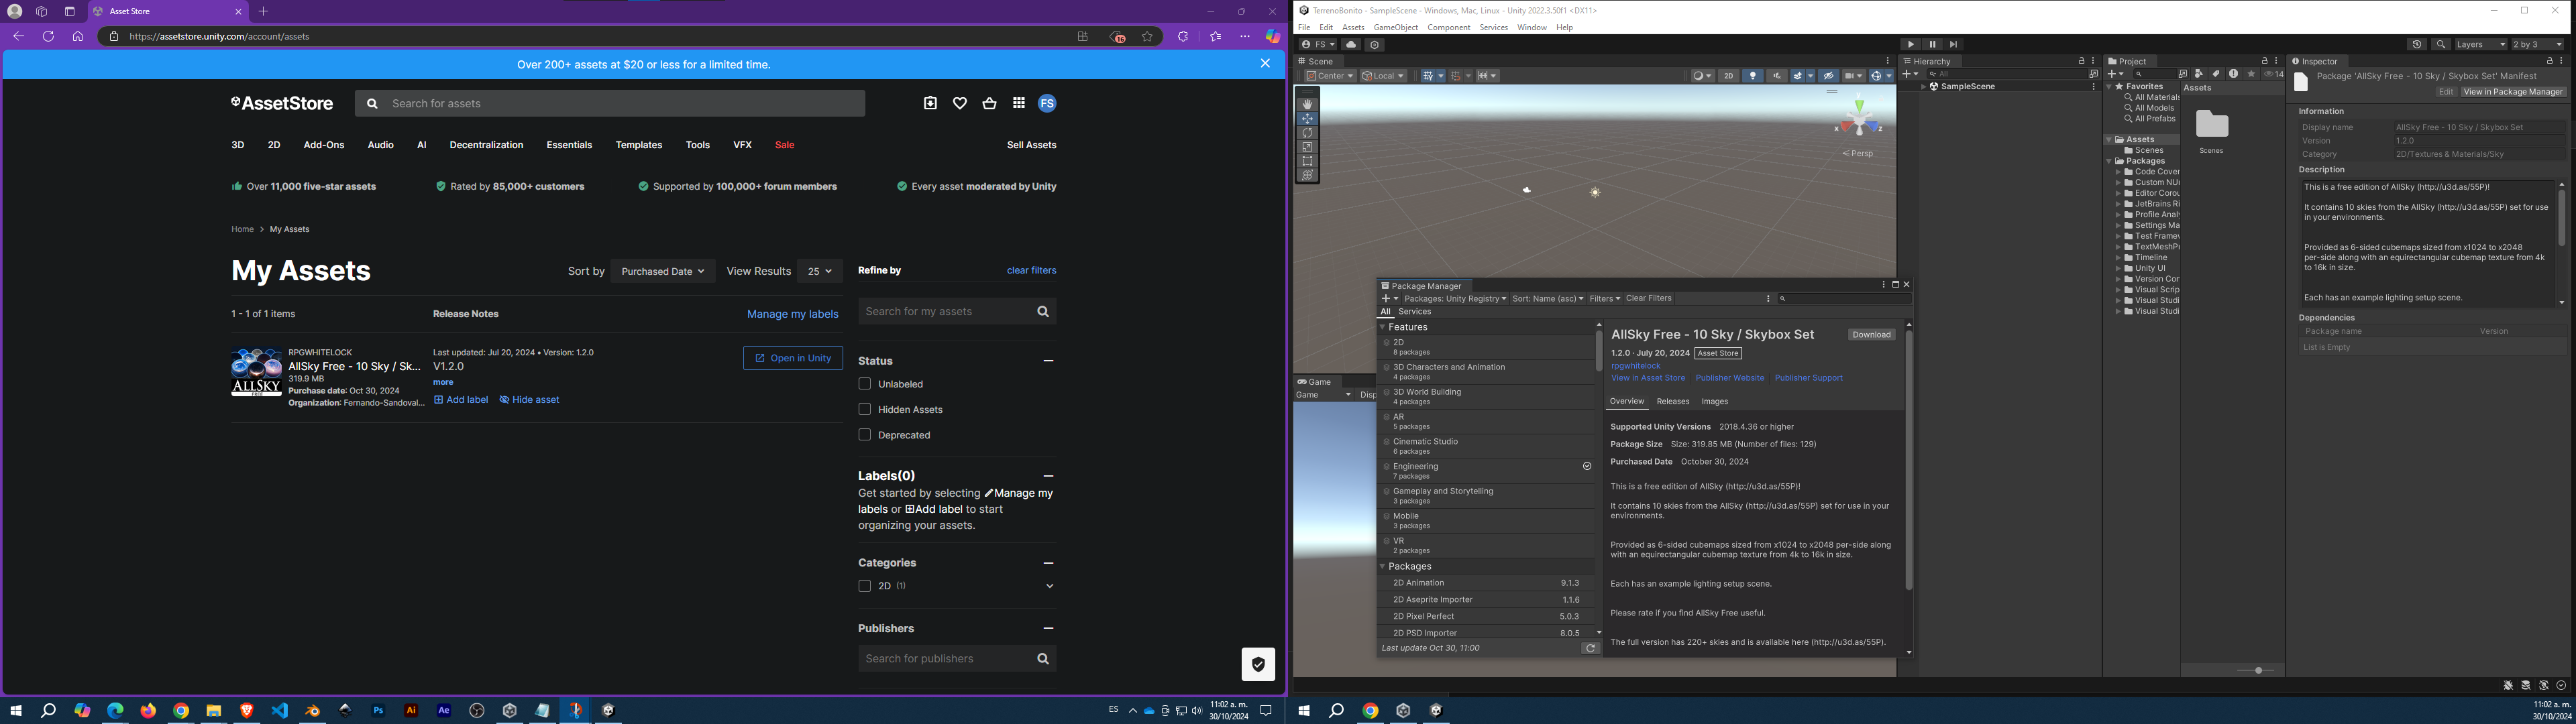 Asset Store
https://assetstore.unity.com/account/assets
Over 200+ assets at $20 or less for a limited time.
AssetStore
Search for assets
FS
3D 2D Add-Ons Audio AI Decentralization Essentials Templates Tools VFX Sale Sell Assets
Over 11,000 five-star assets Rated by 85,000+ customers Supported by 100,000+ forum members Every asset moderated by Unity
Home > My Assets
My Assets
Sort by Purchased Date View Results 25
1 - 1 of 1 items Release Notes Manage my labels
RPGWHITELOCK
AllSky Free - 10 Sky / Sk...
319.9 MB
Purchase date: Oct 30, 2024
Organization: Fernando-Sandoval...
ALLSKY
FREE
Last updated: Jul 20, 2024 • Version: 1.2.0
V1.2.0
more
Add label Hide asset
Open in Unity
Refine by clear filters
Search for my assets
Status
Unlabeled
Hidden Assets
Deprecated
Labels(0)
Get started by selecting Manage my
labels or Add label to start
organizing your assets.
Categories
2D (1)
Publishers
Search for publishers
ES 11:02 a. m.
30/10/2024
TerrenoBonito - SampleScene - Windows, Mac, Linux - Unity 2022.3.50f1 <DX11>
File Edit Assets GameObject Component Services Window Help
FS
Layers 2 by 3
Scene
Center Local
2D
x z
Persp
Game
Game Disp
Hierarchy
All
SampleScene
Project
14
Favorites
All Materials
All Models
All Prefabs
Assets
Scenes
Packages
Code Cover
Custom NUn
Editor Corou
JetBrains Ri
Profile Analy
Settings Ma
Test Framew
TextMeshPr
Timeline
Unity UI
Version Con
Visual Scrip
Visual Studi
Visual Studi
Assets
Scenes
Inspector
Package 'AllSky Free - 10 Sky / Skybox Set' Manifest
Edit View in Package Manager
Information
Display name AllSky Free - 10 Sky / Skybox Set
Version 1.2.0
Category 2D/Textures & Materials/Sky
Description
This is a free edition of AllSky (http://u3d.as/55P)!
It contains 10 skies from the AllSky (http://u3d.as/55P) set for use
in your environments.
Provided as 6-sided cubemaps sized from x1024 to x2048
per-side along with an equirectangular cubemap texture from 4k
to 16k in size.
Each has an example lighting setup scene.
Dependencies
Package name Version
List is Empty
Package Manager
Packages: Unity Registry Sort: Name (asc) Filters Clear Filters
All Services
Features
2D
8 packages
3D Characters and Animation
4 packages
3D World Building
4 packages
AR
5 packages
Cinematic Studio
6 packages
Engineering
7 packages
Gameplay and Storytelling
3 packages
Mobile
3 packages
VR
2 packages
Packages
2D Animation 9.1.3
2D Aseprite Importer 1.1.6
2D Pixel Perfect 5.0.3
2D PSD Importer 8.0.5
Last update Oct 30, 11:00
AllSky Free - 10 Sky / Skybox Set Download
1.2.0 · July 20, 2024 Asset Store
rpgwhitelock
View in Asset Store Publisher Website Publisher Support
Overview Releases Images
Supported Unity Versions 2018.4.36 or higher
Package Size Size: 319.85 MB (Number of files: 129)
Purchased Date October 30, 2024
This is a free edition of AllSky (http://u3d.as/55P)!
It contains 10 skies from the AllSky (http://u3d.as/55P) set for use in your
environments.
Provided as 6-sided cubemaps sized from x1024 to x2048 per-side along
with an equirectangular cubemap texture from 4k to 16k in size.
Each has an example lighting setup scene.
Please rate if you find AllSky Free useful.
The full version has 220+ skies and is available here (http://u3d.as/55P).
11:02 a. m.
30/10/2024